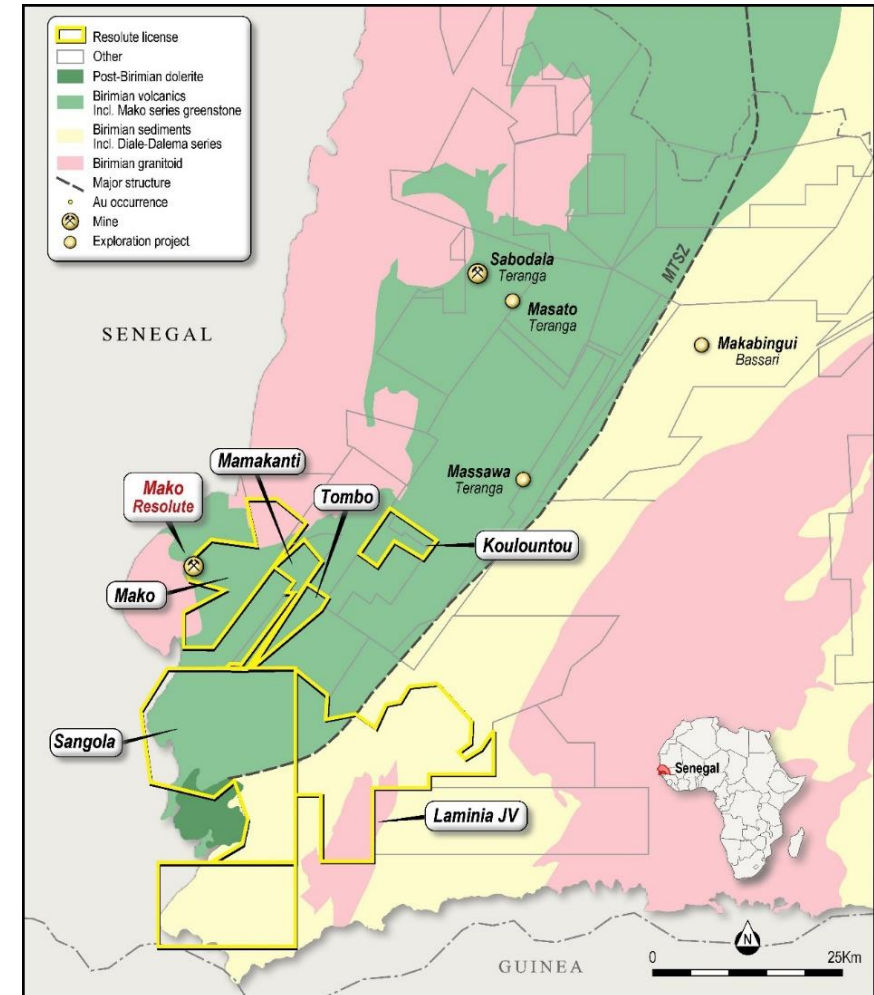 Resolute license
Other
Post-Birimian dolerite
Birimian volcanics
Incl. Mako series greenstone
Birimian sediments
Incl. Diale-Dalema series
Birimian granitoid
Major structure
Au occurrence
Mine
Exploration project
SENEGAL
MTSZ
Sabodala
Teranga
Masato
Teranga
Makabingui
Bassari
Mamakanti
Massawa
Teranga
Mako
Resolute
Tombo
Koulountou
Mako
Sangola
Senegal
Laminia JV
N
0 25Km
GUINEA